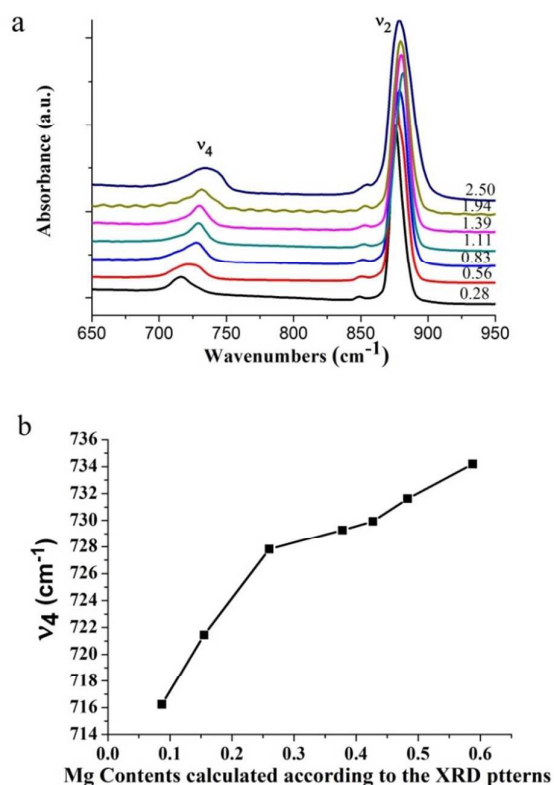 a
ν2
ν4
Absorbance (a.u.)
2.50
1.94
1.39
1.11
0.83
0.56
0.28
650 700 750 800 850 900 950
Wavenumbers (cm-1)
b
736
734
732
730
728
726
724
722
720
718
716
714
ν4 (cm-1)
0.0 0.1 0.2 0.3 0.4 0.5 0.6
Mg Contents calculated according to the XRD ptterns